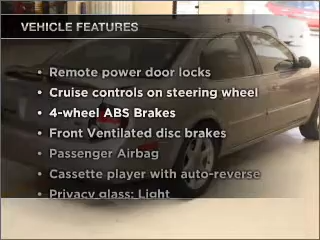 VEHICLE FEATURES
• Remote power door locks
• Cruise controls on steering wheel
• 4-wheel ABS Brakes
• Front Ventilated disc brakes
• Passenger Airbag
• Cassette player with auto-reverse
• Privacy glass: Light